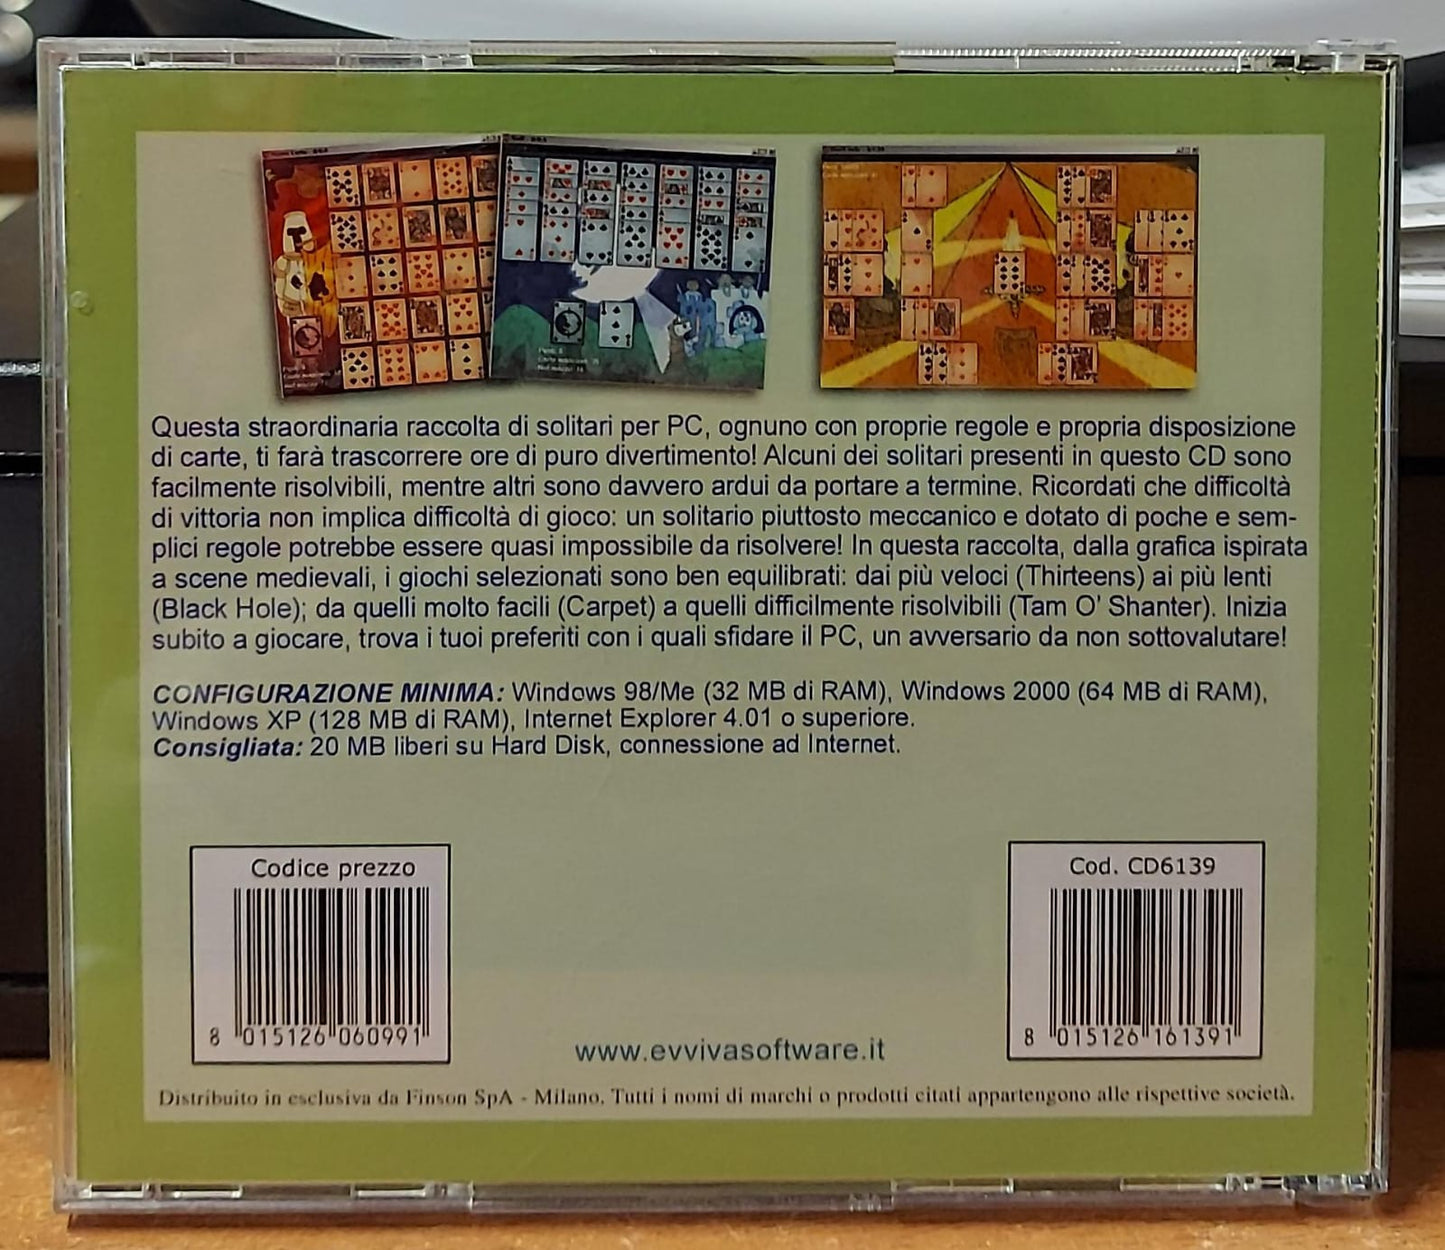 Questa straordinaria raccolta di solitari per PC, ognuno con proprie regole e propria disposizione
di carte, ti farà trascorrere ore di puro divertimento! Alcuni dei solitari presenti in questo CD sono
facilmente risolvibili, mentre altri sono davvero ardui da portare a termine. Ricordati che difficoltà
di vittoria non implica difficoltà di gioco: un solitario piuttosto meccanico e dotato di poche e sem-
plici regole potrebbe essere quasi impossibile da risolvere! In questa raccolta, dalla grafica ispirata
a scene medievali, i giochi selezionati sono ben equilibrati: dai più veloci (Thirteens) ai più lenti
(Black Hole); da quelli molto facili (Carpet) a quelli difficilmente risolvibili (Tam O' Shanter). Inizia
subito a giocare, trova i tuoi preferiti con i quali sfidare il PC, un avversario da non sottovalutare!
CONFIGURAZIONE MINIMA: Windows 98/Me (32 MB di RAM), Windows 2000 (64 MB di RAM),
Windows XP (128 MB di RAM), Internet Explorer 4.01 o superiore.
Consigliata: 20 MB liberi su Hard Disk, connessione ad Internet.
Codice prezzo
8 015126 060991
Cod. CD6139
8 015126 161391
www.evvivasoftware.it
Distribuito in esclusiva da Finson SpA - Milano. Tutti i nomi di marchi o prodotti citati appartengono alle rispettive società.